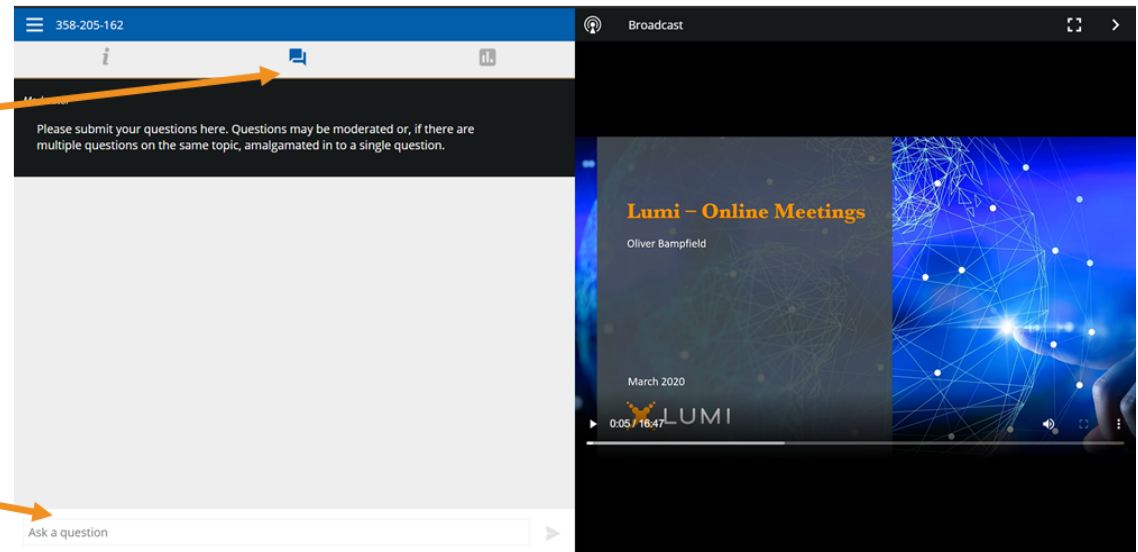 358-205-162
Broadcast
Please submit your questions here. Questions may be moderated or, if there are
multiple questions on the same topic, amalgamated in to a single question.
Lumi – Online Meetings
Oliver Bampfield
March 2020
LUMI
0:05 / 16:47
Ask a question